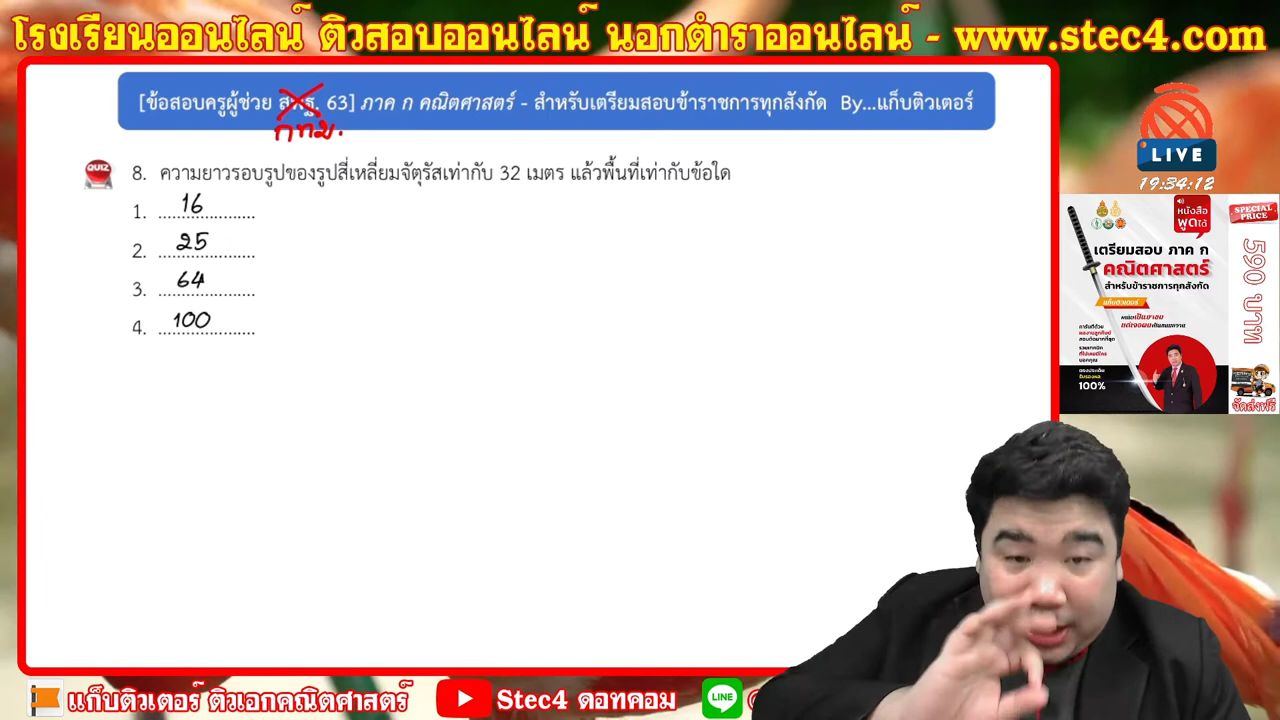 โรงเรียนออนไลน์ ติวสอบออนไลน์ นอกตำราออนไลน์ - www.stec4.com
[ข้อสอบครูผู้ช่วย สพฐ. 63] ภาค ก คณิตศาสตร์ - สำหรับเตรียมสอบข้าราชการทุกสังกัด By...แก็บติวเตอร์
กทม.
QUIZ
8. ความยาวรอบรูปของรูปสี่เหลี่ยมจัตุรัสเท่ากับ 32 เมตร แล้วพื้นที่เท่ากับข้อใด
1. 16
2. 25
3. 64
4. 100
LIVE
19:34:12
หนังสือ
พูดได้
SPECIAL
PRICE
เตรียมสอบ ภาค ก
คณิตศาสตร์
สำหรับข้าราชการทุกสังกัด
แก็บติวเตอร์
100%
590 บาท
จัดส่งฟรี
แก็บติวเตอร์ ติวเอกคณิตศาสตร์
Stec4 ดอทคอม
LINE